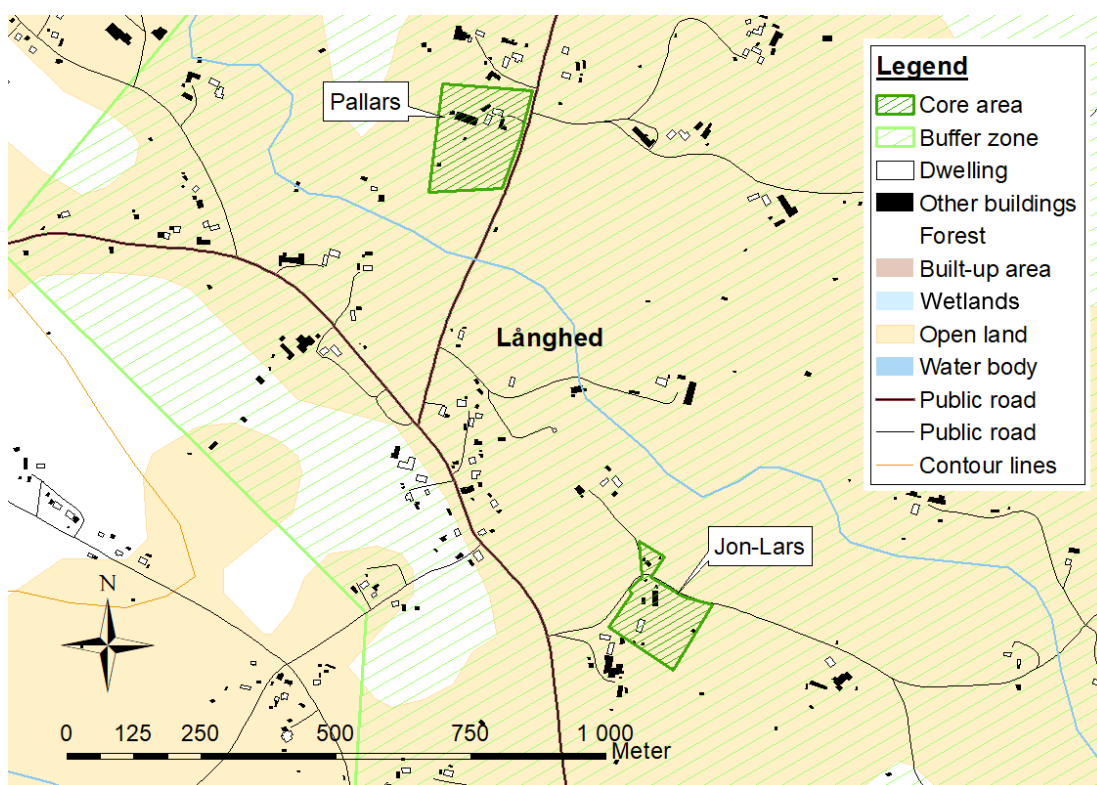 Pallars
Långhed
Jon-Lars
Legend
Core area
Buffer zone
Dwelling
Other buildings
Forest
Built-up area
Wetlands
Open land
Water body
Public road
Public road
Contour lines
N
0 125 250 500 750 1 000
Meter